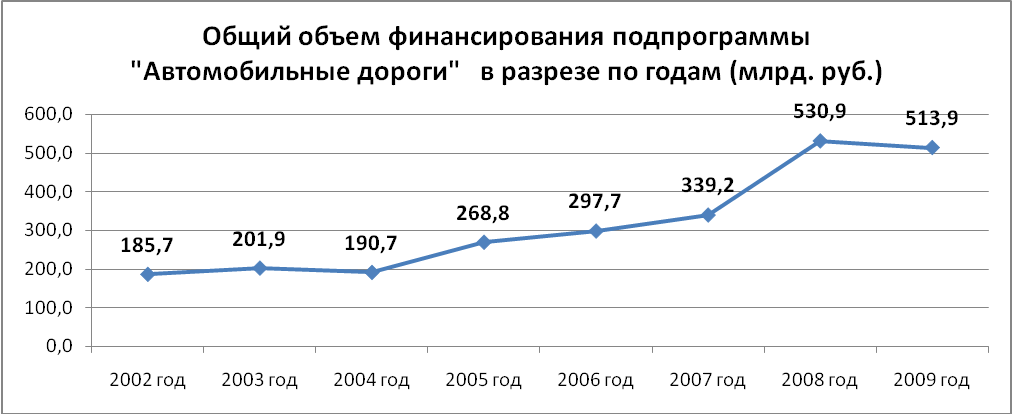 Общий объем финансирования подпрограммы
"Автомобильные дороги" в разрезе по годам (млрд. руб.)
600,0
500,0
400,0
300,0
200,0
100,0
0,0
185,7
201,9
190,7
268,8
297,7
339,2
530,9
513,9
2002 год
2003 год
2004 год
2005 год
2006 год
2007 год
2008 год
2009 год